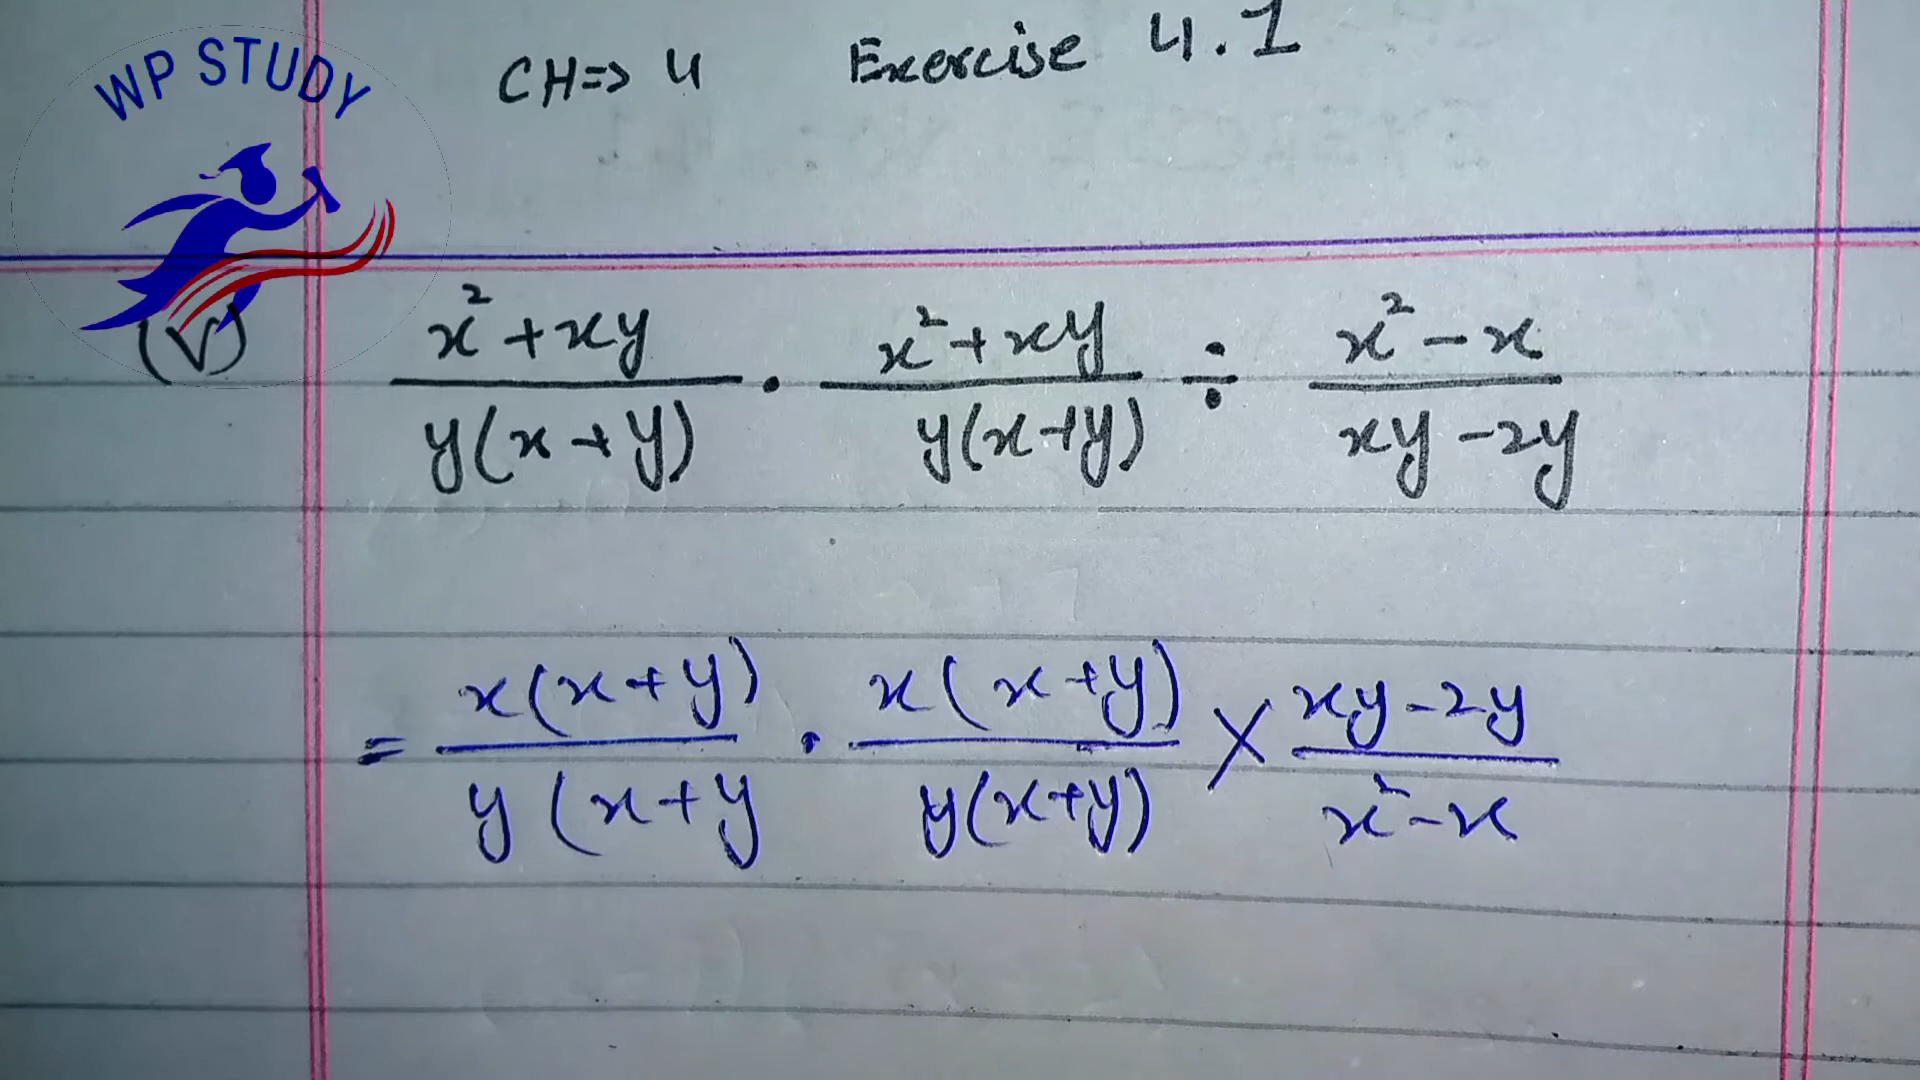 WP STUDY
CH=> 4 Exercise 4.1
(V) x²+xy / y(x+y) · x²+xy / y(x+y) ÷ x²-x / xy-2y
= x(x+y) / y(x+y · x(x+y) / y(x+y) × xy-2y / x²-x